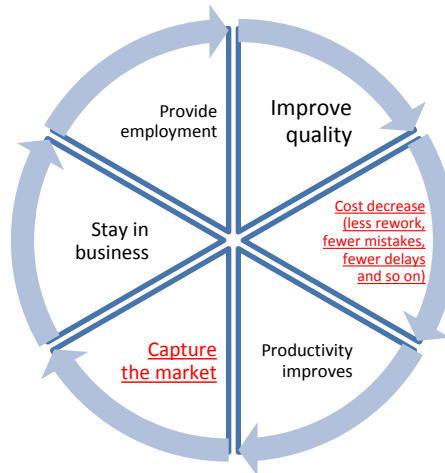 Improve
quality
Cost decrease
(less rework,
fewer mistakes,
fewer delays
and so on)
Productivity
improves
Capture
the market
Stay in
business
Provide
employment